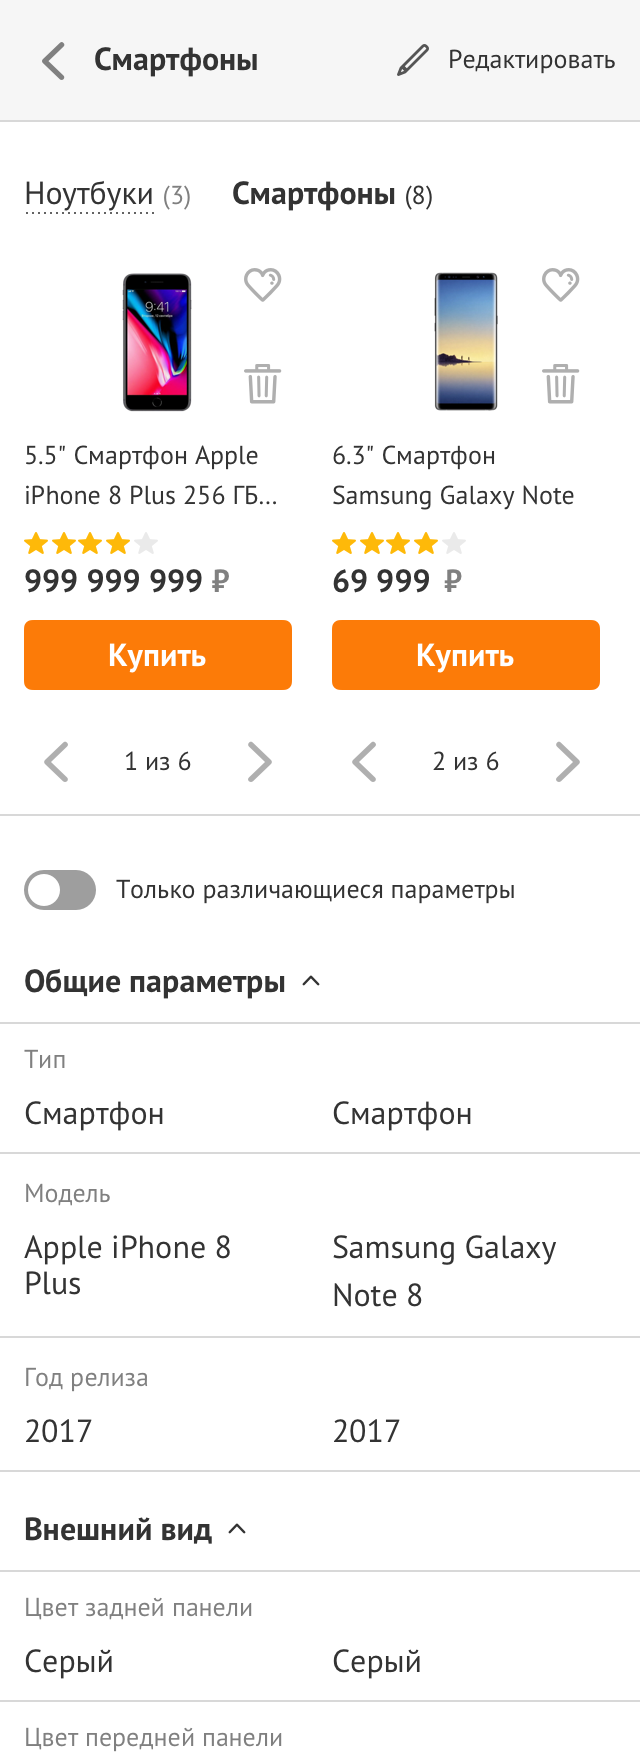 Смартфоны
Редактировать
Ноутбуки (3)
Смартфоны (8)
9:41
5.5" Смартфон Apple
iPhone 8 Plus 256 ГБ...
999 999 999 ₽
Купить
1 из 6
6.3" Смартфон
Samsung Galaxy Note
69 999 ₽
Купить
2 из 6
Только различающиеся параметры
Общие параметры
Тип
Смартфон
Смартфон
Модель
Apple iPhone 8
Plus
Samsung Galaxy
Note 8
Год релиза
2017
2017
Внешний вид
Цвет задней панели
Серый
Серый
Цвет передней панели